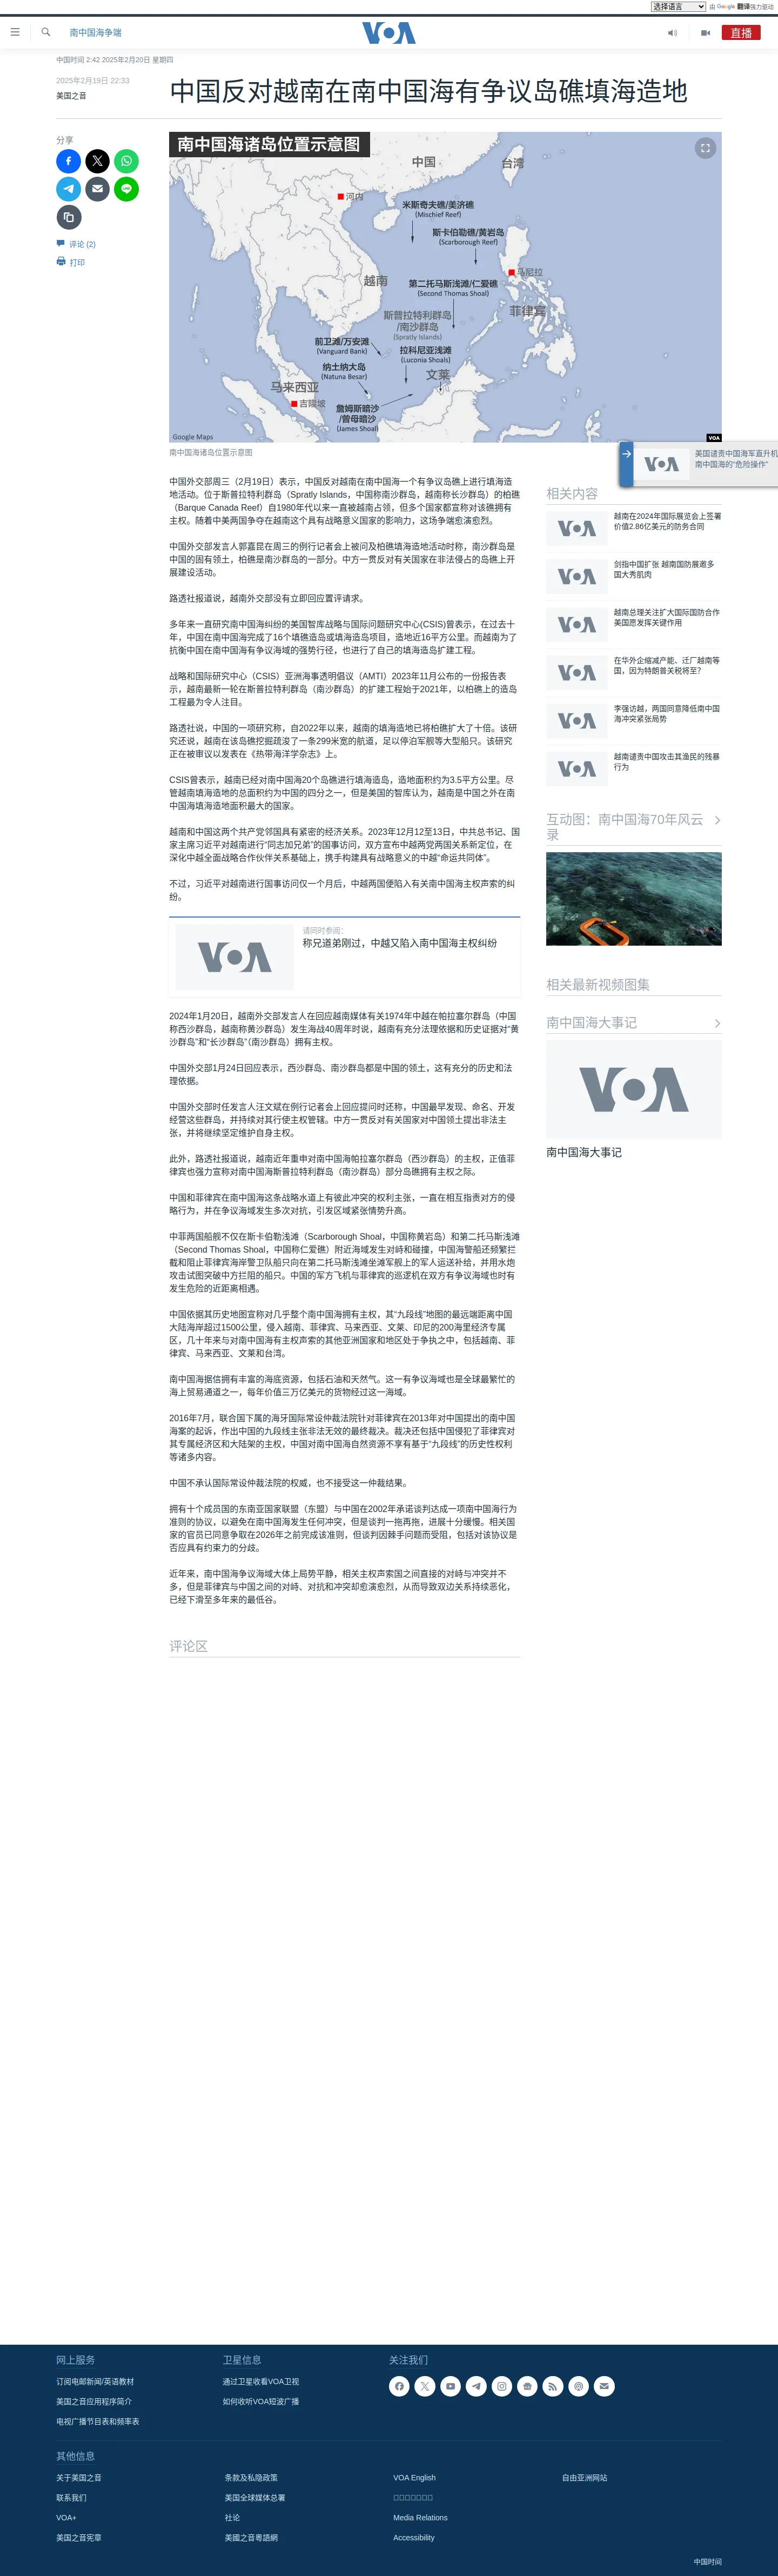 选择语言 由 Google 翻译强力驱动
南中国海争端
VOA
直播
中国时间 2:42 2025年2月20日 星期四
2025年2月19日 22:33
美国之音
中国反对越南在南中国海有争议岛礁填海造地
分享
评论 (2)
打印
南中国海诸岛位置示意图
中国
台湾
河内
米斯奇夫礁/美济礁
(Mischief Reef)
斯卡伯勒礁/黄岩岛
(Scarborough Reef)
马尼拉
越南
第二托马斯浅滩/仁爱礁
(Second Thomas Shoal)
菲律宾
斯普拉特利群岛
/南沙群岛
(Spratly Islands)
前卫滩/万安滩
(Vanguard Bank)
拉科尼亚浅滩
(Luconia Shoals)
纳土纳大岛
(Natuna Besar)
文莱
马来西亚
吉隆坡
詹姆斯暗沙
/曾母暗沙
(James Shoal)
Google Maps
VOA
南中国海诸岛位置示意图
VOA
美国谴责中国海军直升机
南中国海的“危险操作”
中国外交部周三（2月19日）表示，中国反对越南在南中国海一个有争议岛礁上进行填海造
地活动。位于斯普拉特利群岛（Spratly Islands，中国称南沙群岛，越南称长沙群岛）的柏礁
（Barque Canada Reef）自1980年代以来一直被越南占领，但多个国家都宣称对该礁拥有
主权。随着中美两国争夺在越南这个具有战略意义国家的影响力，这场争端愈演愈烈。
中国外交部发言人郭嘉昆在周三的例行记者会上被问及柏礁填海造地活动时称，南沙群岛是
中国的固有领土，柏礁是南沙群岛的一部分。中方一贯反对有关国家在非法侵占的岛礁上开
展建设活动。
路透社报道说，越南外交部没有立即回应置评请求。
多年来一直研究南中国海纠纷的美国智库战略与国际问题研究中心(CSIS)曾表示，在过去十
年，中国在南中国海完成了16个填礁造岛或填海造岛项目，造地近16平方公里。而越南为了
抗衡中国在南中国海有争议海域的强势行径，也进行了自己的填海造岛扩建工程。
战略和国际研究中心（CSIS）亚洲海事透明倡议（AMTI）2023年11月公布的一份报告表
示，越南最新一轮在斯普拉特利群岛（南沙群岛）的扩建工程始于2021年，以柏礁上的造岛
工程最为令人注目。
路透社说，中国的一项研究称，自2022年以来，越南的填海造地已将柏礁扩大了十倍。该研
究还说，越南在该岛礁挖掘疏浚了一条299米宽的航道，足以停泊军舰等大型船只。该研究
正在被审议以发表在《热带海洋学杂志》上。
CSIS曾表示，越南已经对南中国海20个岛礁进行填海造岛，造地面积约为3.5平方公里。尽
管越南填海造地的总面积约为中国的四分之一，但是美国的智库认为，越南是中国之外在南
中国海填海造地面积最大的国家。
越南和中国这两个共产党邻国具有紧密的经济关系。2023年12月12至13日，中共总书记、国
家主席习近平对越南进行“同志加兄弟”的国事访问，双方宣布中越两党两国关系新定位，在
深化中越全面战略合作伙伴关系基础上，携手构建具有战略意义的中越“命运共同体”。
不过，习近平对越南进行国事访问仅一个月后，中越两国便陷入有关南中国海主权声索的纠
纷。
VOA
请同时参阅:
称兄道弟刚过，中越又陷入南中国海主权纠纷
2024年1月20日，越南外交部发言人在回应越南媒体有关1974年中越在帕拉塞尔群岛（中国
称西沙群岛，越南称黄沙群岛）发生海战40周年时说，越南有充分法理依据和历史证据对“黄
沙群岛”和“长沙群岛”（南沙群岛）拥有主权。
中国外交部1月24日回应表示，西沙群岛、南沙群岛都是中国的领土，这有充分的历史和法
理依据。
中国外交部时任发言人汪文斌在例行记者会上回应提问时还称，中国最早发现、命名、开发
经营这些群岛，并持续对其行使主权管辖。中方一贯反对有关国家对中国领土提出非法主
张，并将继续坚定维护自身主权。
此外，路透社报道说，越南近年重申对南中国海帕拉塞尔群岛（西沙群岛）的主权，正值菲
律宾也强力宣称对南中国海斯普拉特利群岛（南沙群岛）部分岛礁拥有主权之际。
中国和菲律宾在南中国海这条战略水道上有彼此冲突的权利主张，一直在相互指责对方的侵
略行为，并在争议海域发生多次对抗，引发区域紧张情势升高。
中菲两国船舰不仅在斯卡伯勒浅滩（Scarborough Shoal，中国称黄岩岛）和第二托马斯浅滩
（Second Thomas Shoal，中国称仁爱礁）附近海域发生对峙和碰撞，中国海警船还频繁拦
截和阻止菲律宾海岸警卫队船只向在第二托马斯浅滩坐滩军舰上的军人运送补给，并用水炮
攻击试图突破中方拦阻的船只。中国的军方飞机与菲律宾的巡逻机在双方有争议海域也时有
发生危险的近距离相遇。
中国依据其历史地图宣称对几乎整个南中国海拥有主权，其“九段线”地图的最远端距离中国
大陆海岸超过1500公里，侵入越南、菲律宾、马来西亚、文莱、印尼的200海里经济专属
区，几十年来与对南中国海有主权声索的其他亚洲国家和地区处于争执之中，包括越南、菲
律宾、马来西亚、文莱和台湾。
南中国海据信拥有丰富的海底资源，包括石油和天然气。这一有争议海域也是全球最繁忙的
海上贸易通道之一，每年价值三万亿美元的货物经过这一海域。
2016年7月，联合国下属的海牙国际常设仲裁法院针对菲律宾在2013年对中国提出的南中国
海案的起诉，作出中国的九段线主张非法无效的最终裁决。裁决还包括中国侵犯了菲律宾对
其专属经济区和大陆架的主权，中国对南中国海自然资源不享有基于“九段线”的历史性权利
等诸多内容。
中国不承认国际常设仲裁法院的权威，也不接受这一仲裁结果。
拥有十个成员国的东南亚国家联盟（东盟）与中国在2002年承诺谈判达成一项南中国海行为
准则的协议，以避免在南中国海发生任何冲突，但是谈判一拖再拖，进展十分缓慢。相关国
家的官员已同意争取在2026年之前完成该准则，但谈判因棘手问题而受阻，包括对该协议是
否应具有约束力的分歧。
近年来，南中国海争议海域大体上局势平静，相关主权声索国之间直接的对峙与冲突并不
多，但是菲律宾与中国之间的对峙、对抗和冲突却愈演愈烈，从而导致双边关系持续恶化，
已经下滑至多年来的最低谷。
评论区
相关内容
VOA
越南在2024年国际展览会上签署
价值2.86亿美元的防务合同
VOA
剑指中国扩张 越南国防展邀多
国大秀肌肉
VOA
越南总理关注扩大国际国防合作
美国愿发挥关键作用
VOA
在华外企缩减产能、迁厂越南等
国，因为特朗普关税将至？
VOA
李强访越，两国同意降低南中国
海冲突紧张局势
VOA
越南谴责中国攻击其渔民的残暴
行为
互动图：南中国海70年风云
录
相关最新视频图集
南中国海大事记
VOA
南中国海大事记
网上服务
订阅电邮新闻/英语教材
美国之音应用程序简介
电视广播节目表和频率表
卫星信息
通过卫星收看VOA卫视
如何收听VOA短波广播
关注我们
其他信息
关于美国之音
联系我们
VOA+
美国之音宪章
条款及私隐政策
美国全球媒体总署
社论
美國之音粵語網
VOA English
□□□□□□□
Media Relations
Accessibility
自由亚洲网站
中国时间